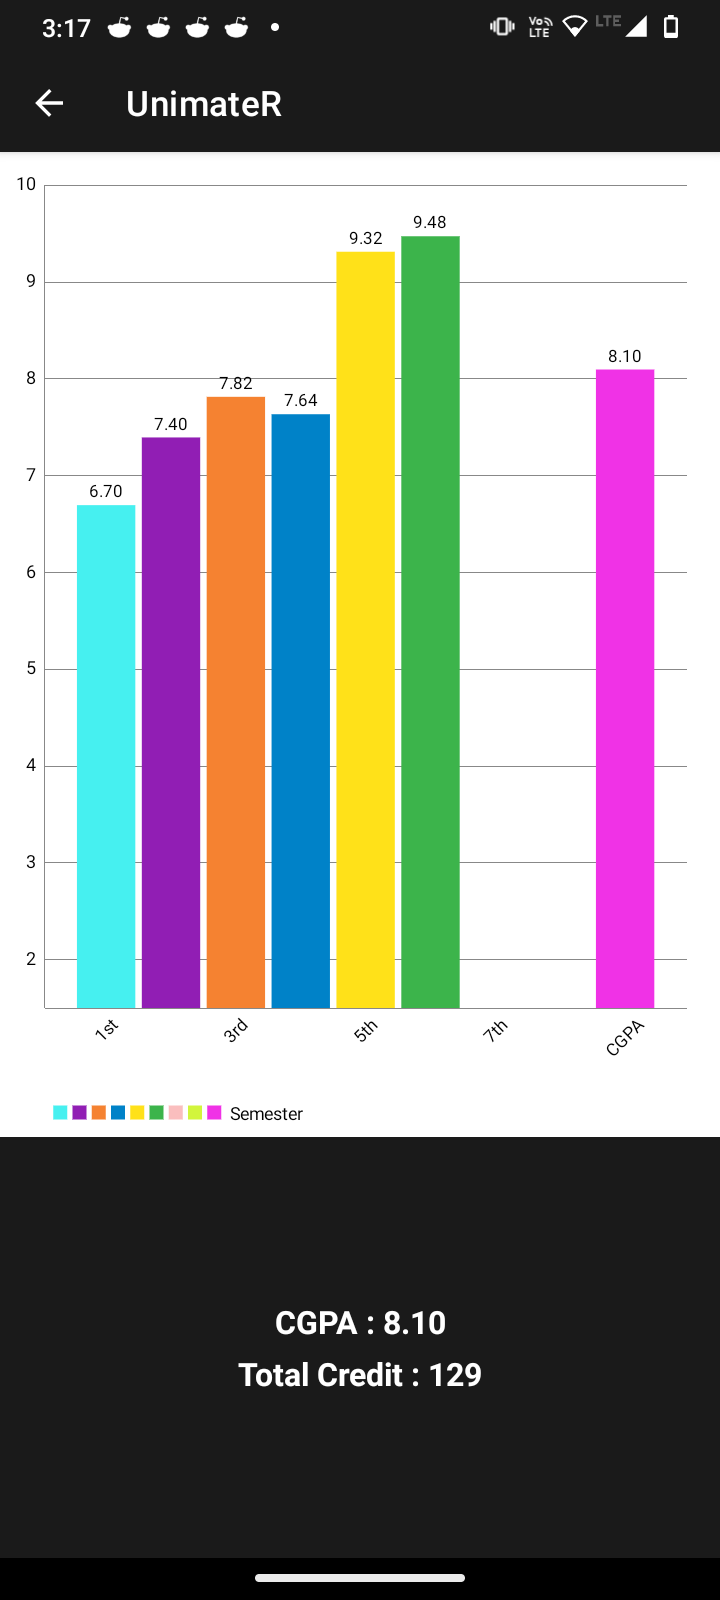 3:17 VoLTE LTE
UnimateR
10
9
8
7
6
5
4
3
2
6.70
7.40
7.82
7.64
9.32
9.48
8.10
1st
3rd
5th
7th
CGPA
Semester
CGPA : 8.10
Total Credit : 129